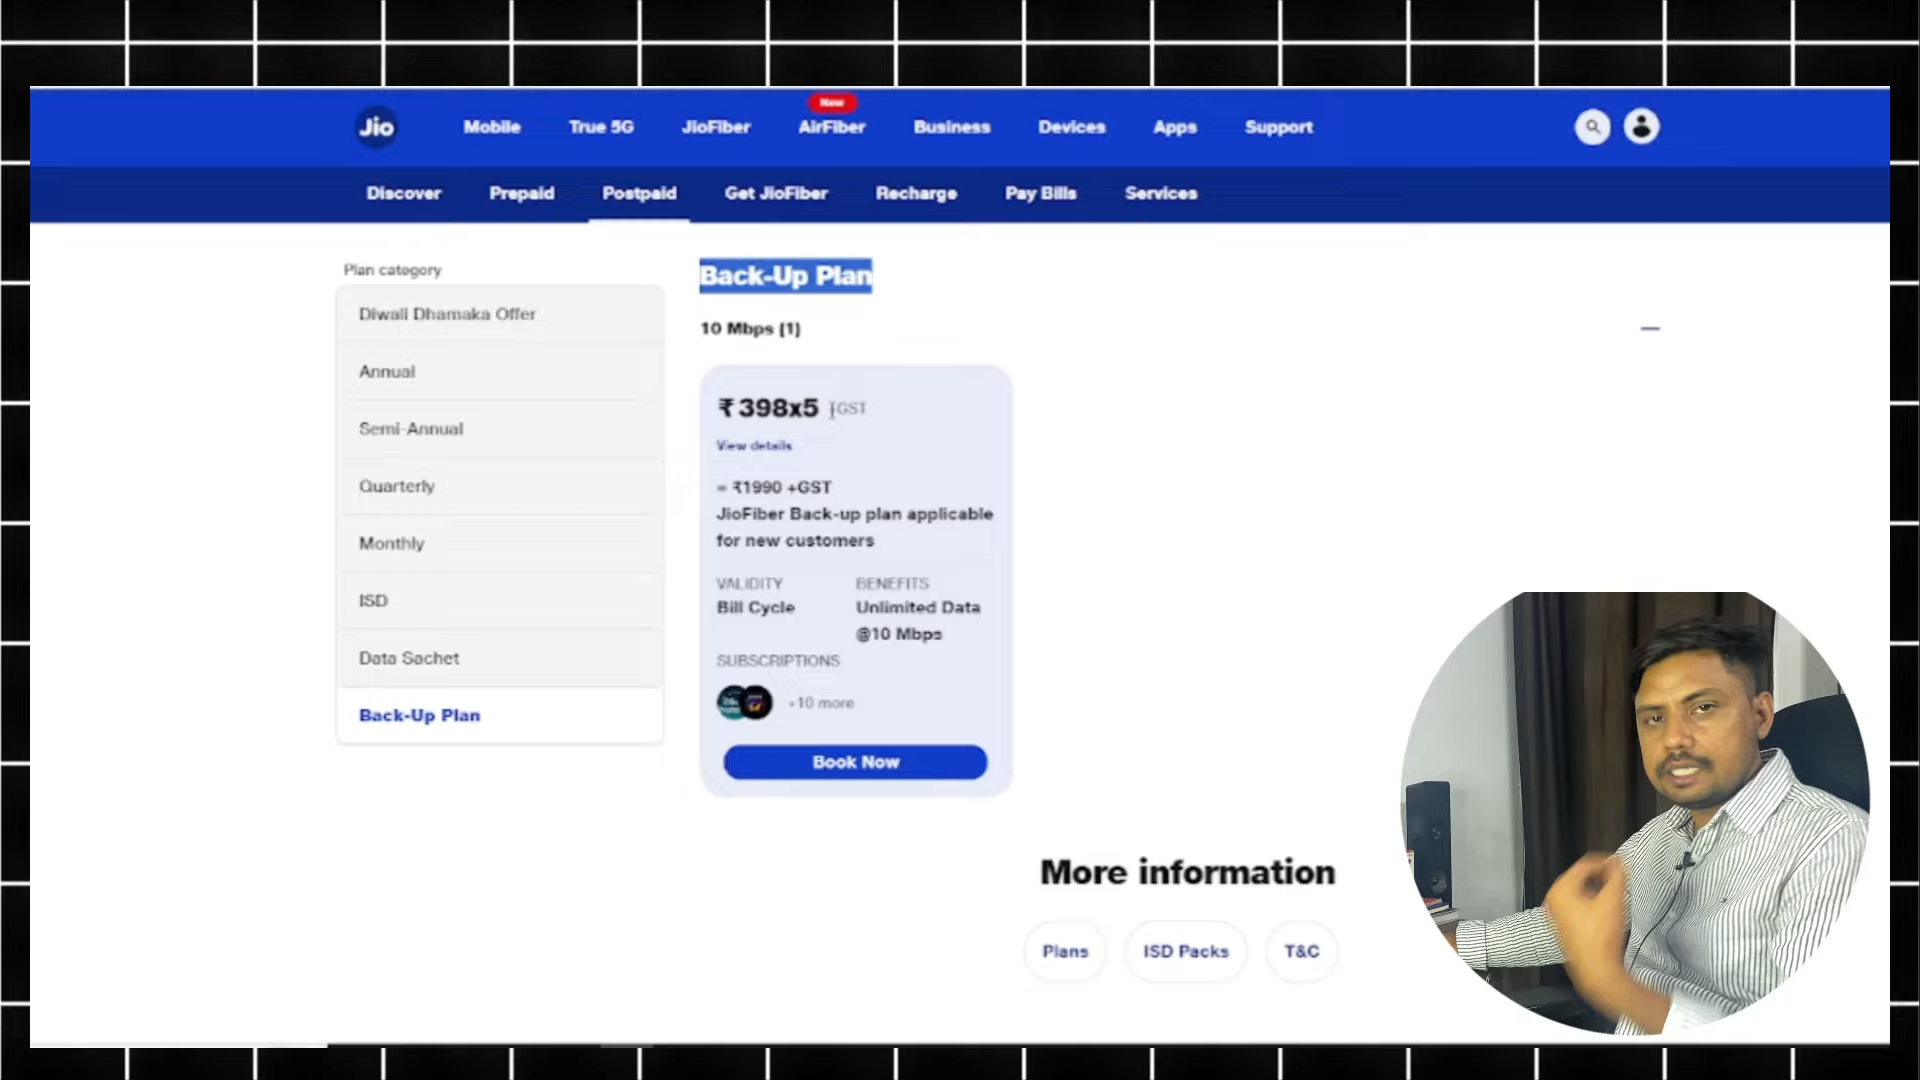 New
Jio Mobile True 5G JioFiber AirFiber Business Devices Apps Support
Discover Prepaid Postpaid Get JioFiber Recharge Pay Bills Services
Plan category
Diwali Dhamaka Offer
Annual
Semi-Annual
Quarterly
Monthly
ISD
Data Sachet
Back-Up Plan
Back-Up Plan
10 Mbps (1)
₹398x5 +GST
View details
= ₹1990 +GST
JioFiber Back-up plan applicable
for new customers
VALIDITY BENEFITS
Bill Cycle Unlimited Data
@10 Mbps
SUBSCRIPTIONS
+10 more
Book Now
More information
Plans ISD Packs T&C